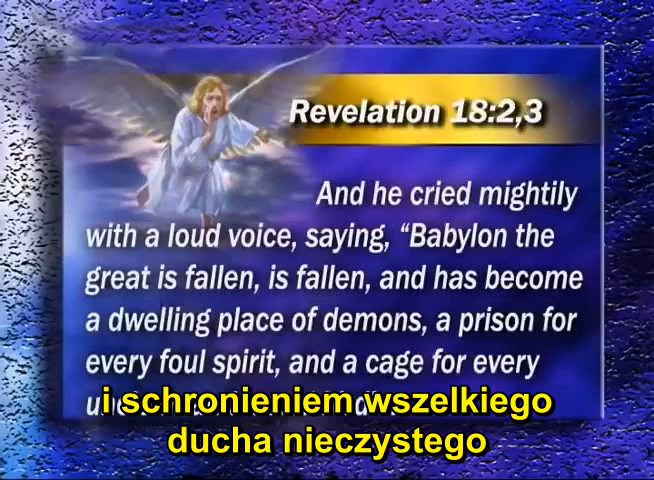 Revelation 18:2,3
And he cried mightily
with a loud voice, saying, “Babylon the
great is fallen, is fallen, and has become
a dwelling place of demons, a prison for
every foul spirit, and a cage for every
i schronieniem wszelkiego
ducha nieczystego